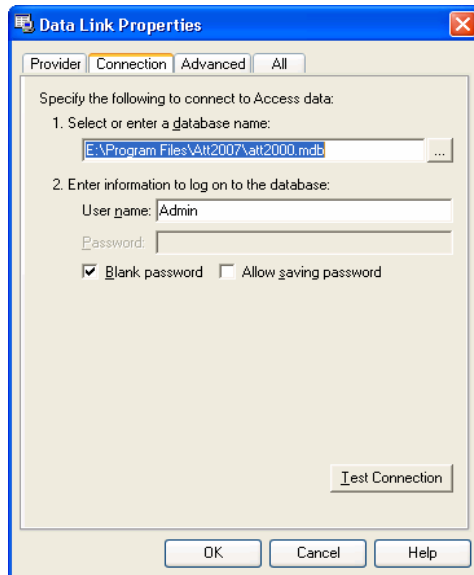 Data Link Properties
Provider Connection Advanced All
Specify the following to connect to Access data:
1. Select or enter a database name:
E:\Program Files\Att2007\att2000.mdb ...
2. Enter information to log on to the database:
User name: Admin
Password:
Blank password Allow saving password
Test Connection
OK Cancel Help